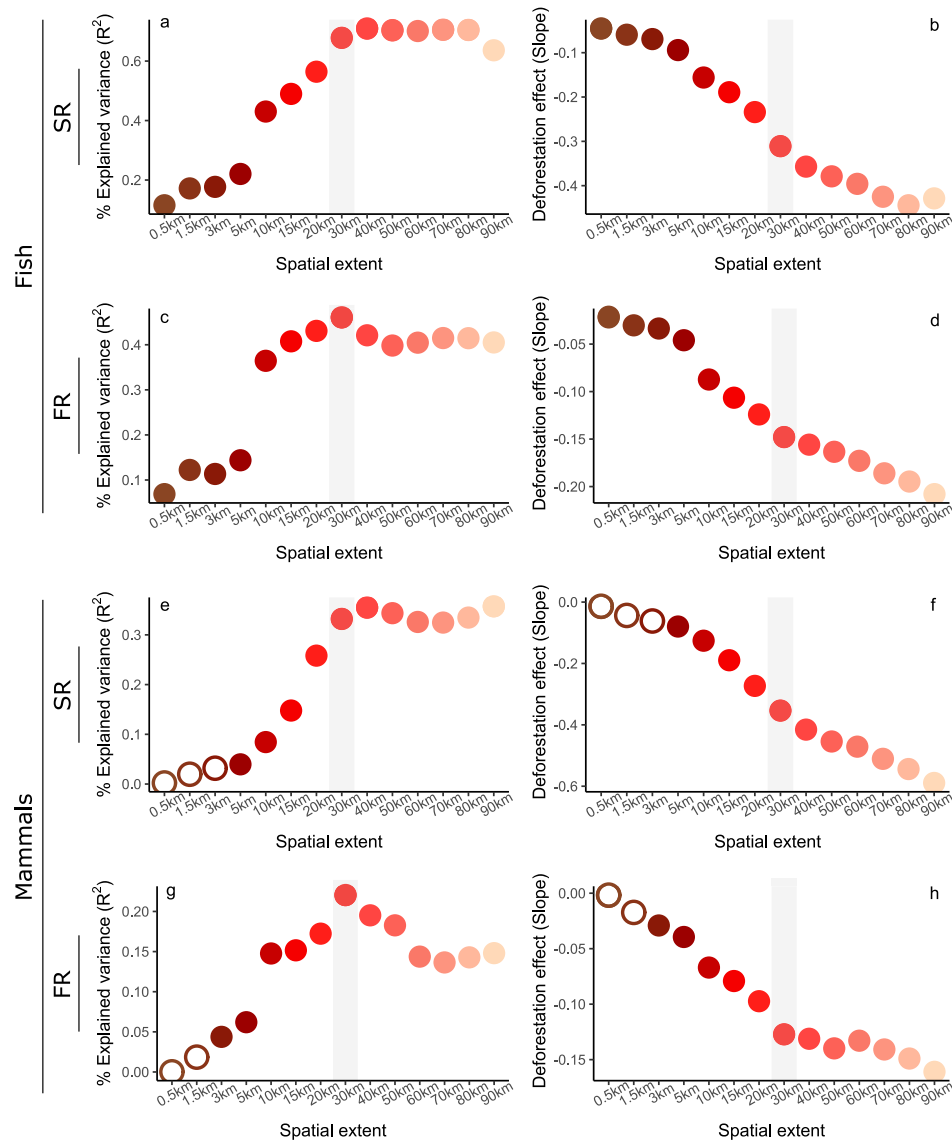 Fish
SR
a
% Explained variance (R²)
0.6
0.4
0.2
0.5km 1.5km 3km 5km 10km 15km 20km 30km 40km 50km 60km 70km 80km 90km
Spatial extent
b
Deforestation effect (Slope)
-0.1
-0.2
-0.3
-0.4
0.5km 1.5km 3km 5km 10km 15km 20km 30km 40km 50km 60km 70km 80km 90km
Spatial extent
FR
c
% Explained variance (R²)
0.4
0.3
0.2
0.1
0.5km 1.5km 3km 5km 10km 15km 20km 30km 40km 50km 60km 70km 80km 90km
Spatial extent
d
Deforestation effect (Slope)
-0.05
-0.10
-0.15
-0.20
0.5km 1.5km 3km 5km 10km 15km 20km 30km 40km 50km 60km 70km 80km 90km
Spatial extent
Mammals
SR
e
% Explained variance (R²)
0.3
0.2
0.1
0.0
0.5km 1.5km 3km 5km 10km 15km 20km 30km 40km 50km 60km 70km 80km 90km
Spatial extent
f
Deforestation effect (Slope)
0.0
-0.2
-0.4
-0.6
0.5km 1.5km 3km 5km 10km 15km 20km 30km 40km 50km 60km 70km 80km 90km
Spatial extent
FR
g
% Explained variance (R²)
0.20
0.15
0.10
0.05
0.00
0.5km 1.5km 3km 5km 10km 15km 20km 30km 40km 50km 60km 70km 80km 90km
Spatial extent
h
Deforestation effect (Slope)
0.00
-0.05
-0.10
-0.15
0.5km 1.5km 3km 5km 10km 15km 20km 30km 40km 50km 60km 70km 80km 90km
Spatial extent